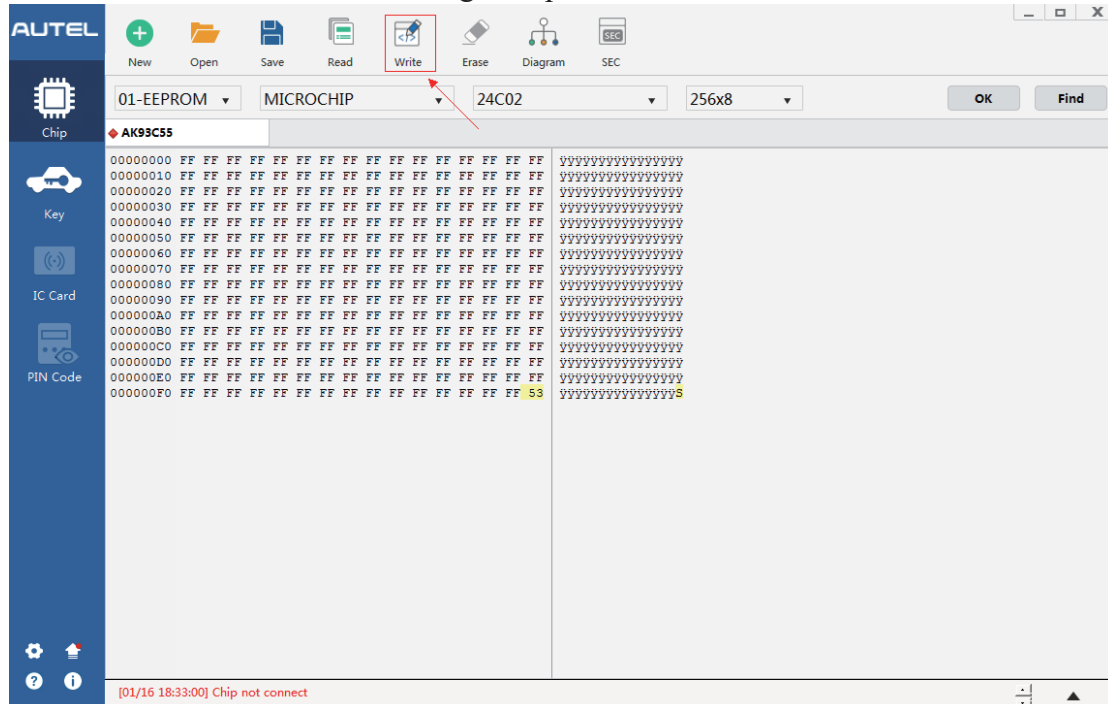 AUTEL
New Open Save Read Write Erase Diagram SEC
SEC
01-EEPROM MICROCHIP 24C02 256x8 OK Find
Chip
AK93C55
00000000 FF FF FF FF FF FF FF FF FF FF FF FF FF FF FF FF ÿÿÿÿÿÿÿÿÿÿÿÿÿÿÿÿ
00000010 FF FF FF FF FF FF FF FF FF FF FF FF FF FF FF FF ÿÿÿÿÿÿÿÿÿÿÿÿÿÿÿÿ
00000020 FF FF FF FF FF FF FF FF FF FF FF FF FF FF FF FF ÿÿÿÿÿÿÿÿÿÿÿÿÿÿÿÿ
00000030 FF FF FF FF FF FF FF FF FF FF FF FF FF FF FF FF ÿÿÿÿÿÿÿÿÿÿÿÿÿÿÿÿ
00000040 FF FF FF FF FF FF FF FF FF FF FF FF FF FF FF FF ÿÿÿÿÿÿÿÿÿÿÿÿÿÿÿÿ
00000050 FF FF FF FF FF FF FF FF FF FF FF FF FF FF FF FF ÿÿÿÿÿÿÿÿÿÿÿÿÿÿÿÿ
00000060 FF FF FF FF FF FF FF FF FF FF FF FF FF FF FF FF ÿÿÿÿÿÿÿÿÿÿÿÿÿÿÿÿ
00000070 FF FF FF FF FF FF FF FF FF FF FF FF FF FF FF FF ÿÿÿÿÿÿÿÿÿÿÿÿÿÿÿÿ
00000080 FF FF FF FF FF FF FF FF FF FF FF FF FF FF FF FF ÿÿÿÿÿÿÿÿÿÿÿÿÿÿÿÿ
00000090 FF FF FF FF FF FF FF FF FF FF FF FF FF FF FF FF ÿÿÿÿÿÿÿÿÿÿÿÿÿÿÿÿ
000000A0 FF FF FF FF FF FF FF FF FF FF FF FF FF FF FF FF ÿÿÿÿÿÿÿÿÿÿÿÿÿÿÿÿ
000000B0 FF FF FF FF FF FF FF FF FF FF FF FF FF FF FF FF ÿÿÿÿÿÿÿÿÿÿÿÿÿÿÿÿ
000000C0 FF FF FF FF FF FF FF FF FF FF FF FF FF FF FF FF ÿÿÿÿÿÿÿÿÿÿÿÿÿÿÿÿ
000000D0 FF FF FF FF FF FF FF FF FF FF FF FF FF FF FF FF ÿÿÿÿÿÿÿÿÿÿÿÿÿÿÿÿ
000000E0 FF FF FF FF FF FF FF FF FF FF FF FF FF FF FF FF ÿÿÿÿÿÿÿÿÿÿÿÿÿÿÿÿ
000000F0 FF FF FF FF FF FF FF FF FF FF FF FF FF FF FF 53 ÿÿÿÿÿÿÿÿÿÿÿÿÿÿÿS
Key
IC Card
PIN Code
[01/16 18:33:00] Chip not connect